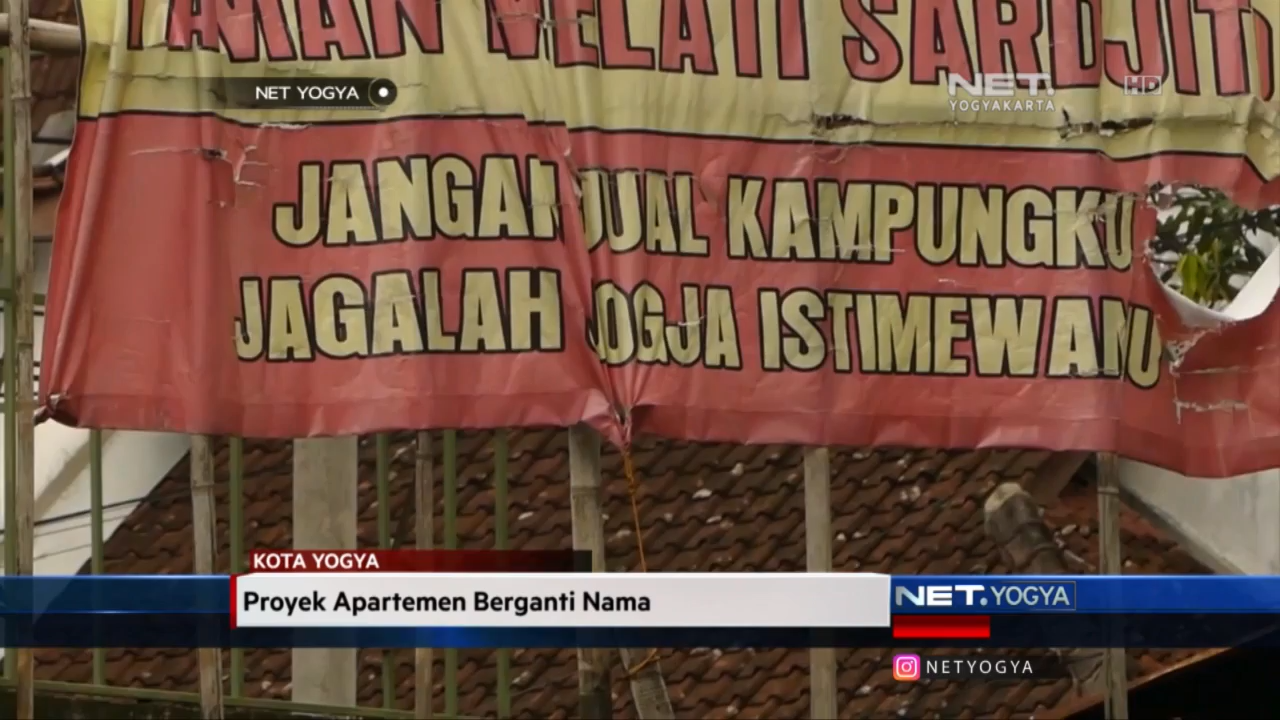 TAMAN MELATI SARDJITO
NET YOGYA
NET.
YOGYAKARTA
HD
JANGAN JUAL KAMPUNGKU
JAGALAH JOGJA ISTIMEWAMU
KOTA YOGYA
Proyek Apartemen Berganti Nama
NET. YOGYA
NETYOGYA